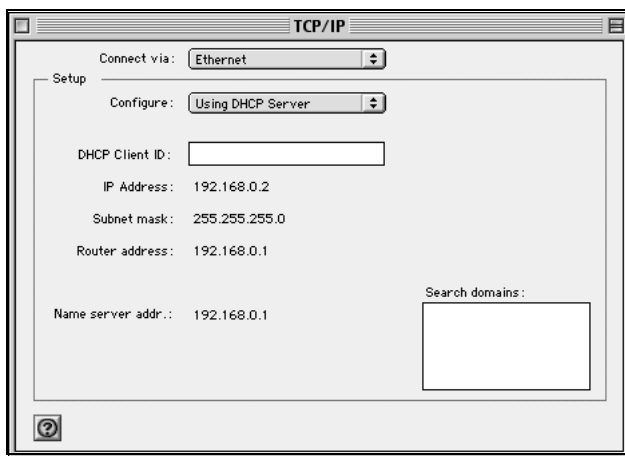 TCP/IP
Connect via: Ethernet
Setup
Configure: Using DHCP Server
DHCP Client ID:
IP Address: 192.168.0.2
Subnet mask: 255.255.255.0
Router address: 192.168.0.1
Search domains:
Name server addr.: 192.168.0.1
?